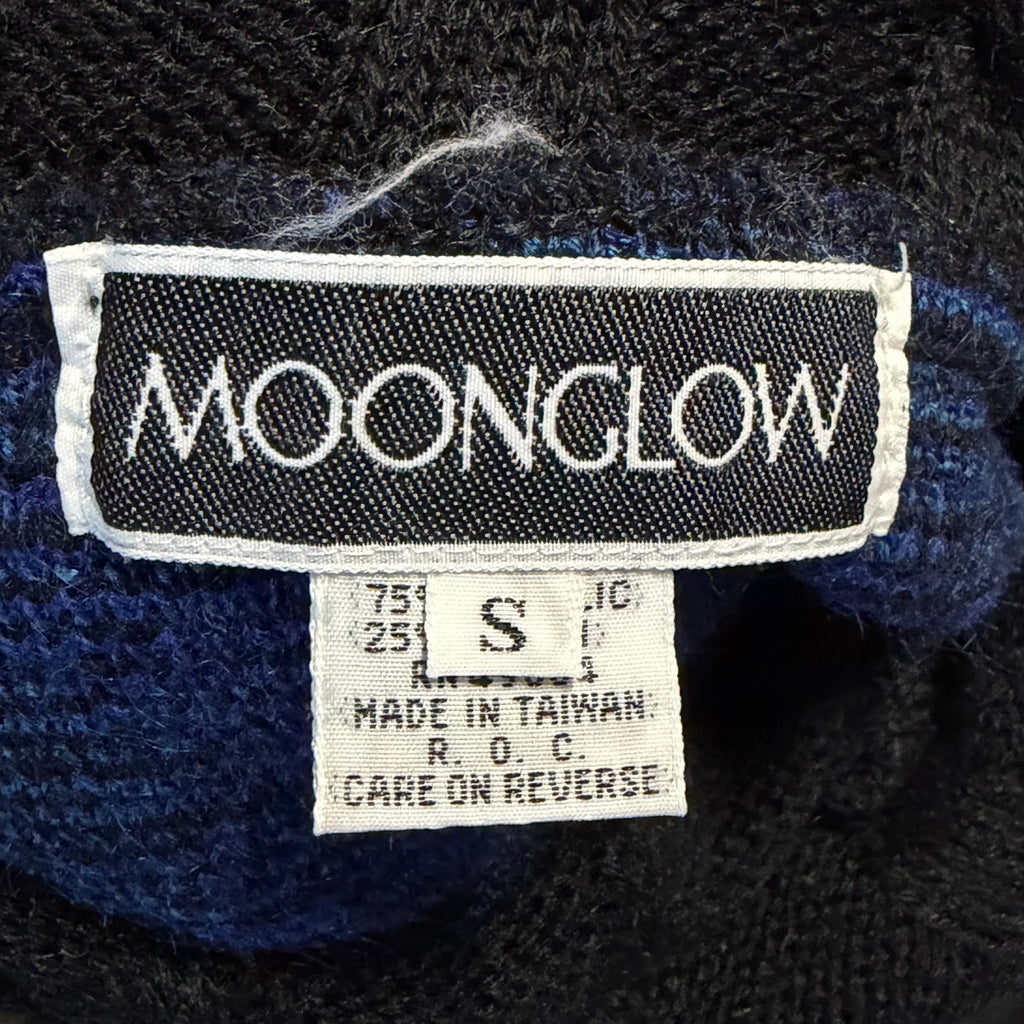 MOONGLOW
S
MADE IN TAIWAN
R. O. C.
CARE ON REVERSE